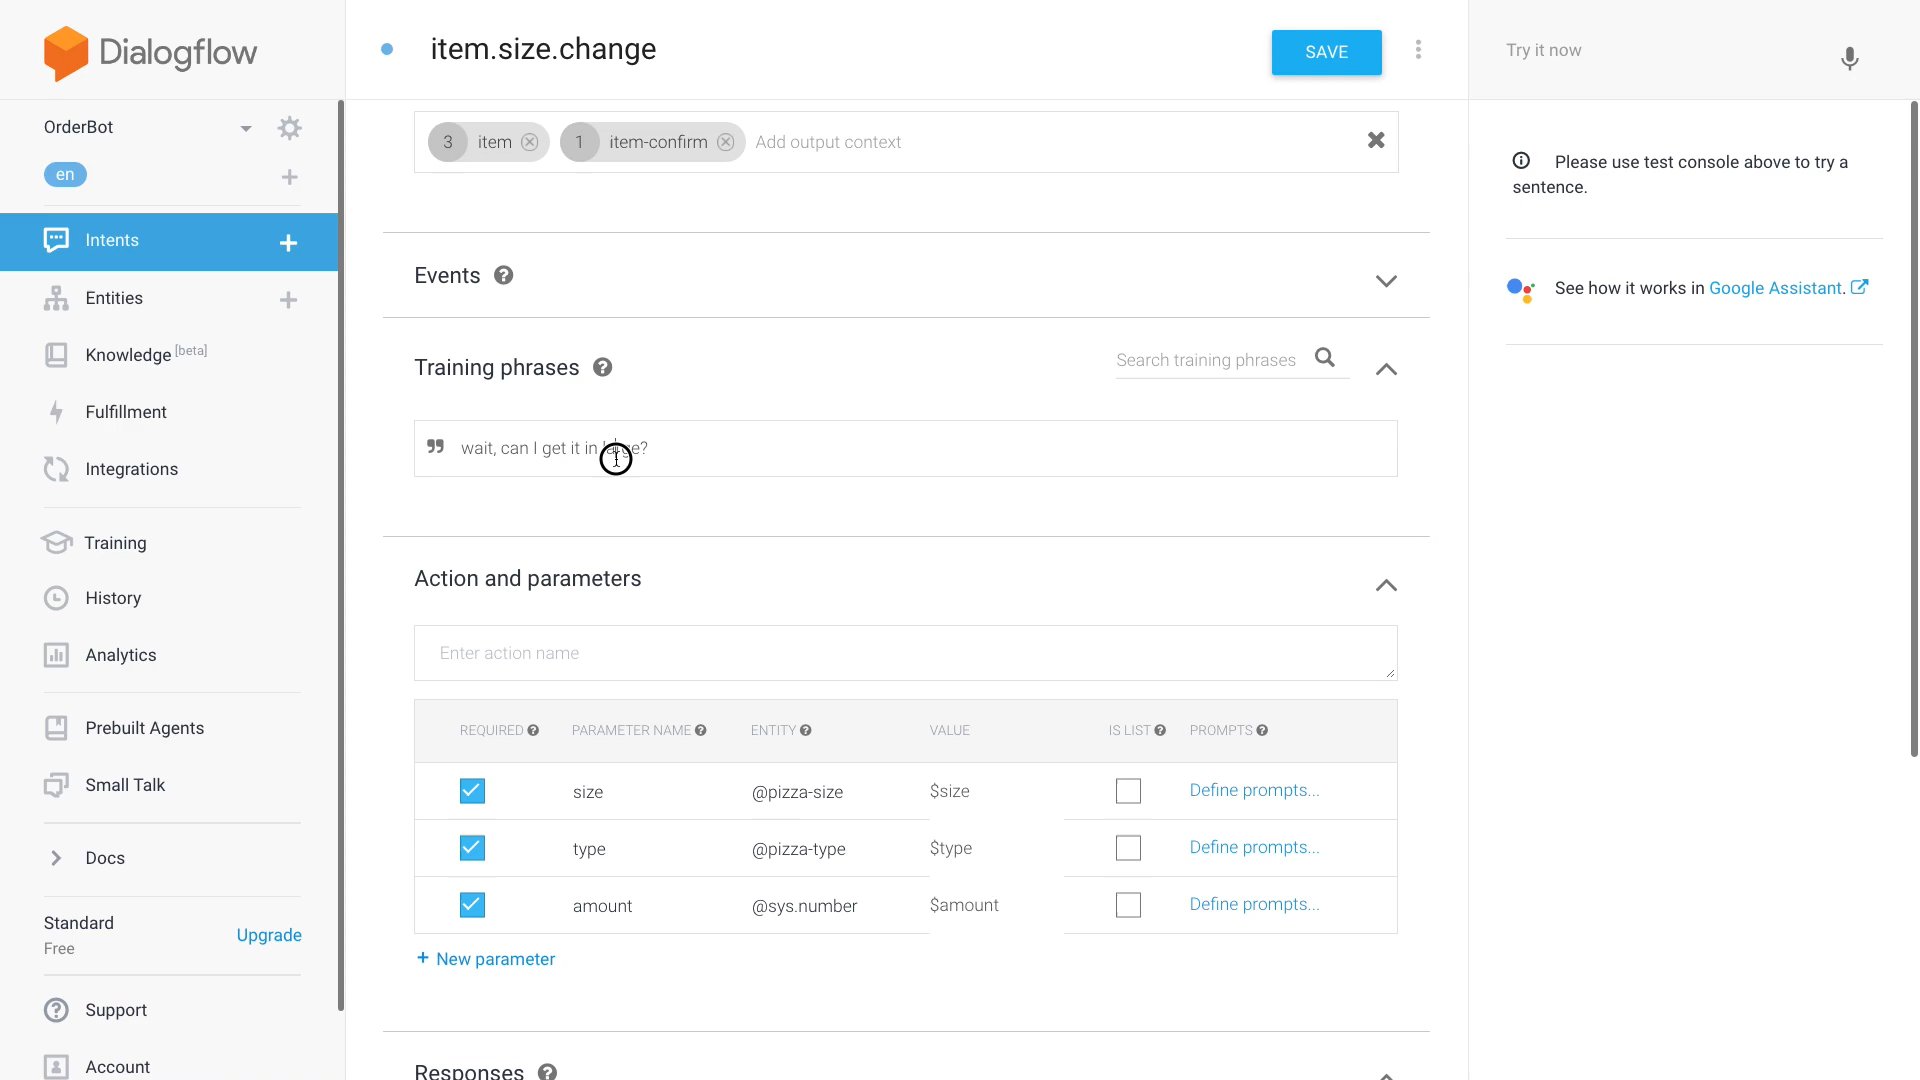 Dialogflow
item.size.change
SAVE
Try it now
OrderBot
en
3 item 1 item-confirm Add output context
Please use test console above to try a
sentence.
Intents
Events
See how it works in Google Assistant.
Entities
Knowledge [beta]
Training phrases
Search training phrases
Fulfillment
wait, can I get it in large?
Integrations
Training
Action and parameters
History
Enter action name
Analytics
REQUIRED PARAMETER NAME ENTITY VALUE IS LIST PROMPTS
Prebuilt Agents
Small Talk
size @pizza-size $size Define prompts...
type @pizza-type $type Define prompts...
Docs
amount @sys.number $amount Define prompts...
Standard
Free
Upgrade
+ New parameter
Support
Account
Responses